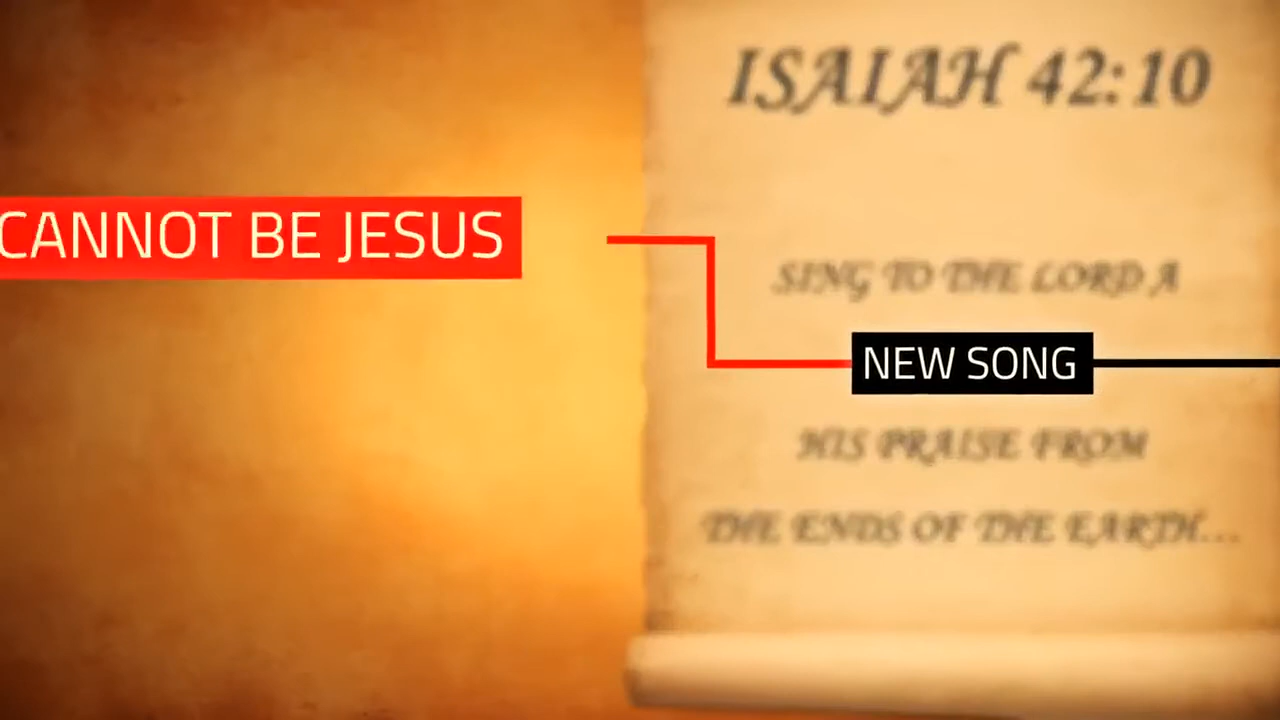 CANNOT BE JESUS
ISAIAH 42:10
SING TO THE LORD A
NEW SONG
HIS PRAISE FROM
THE ENDS OF THE EARTH...